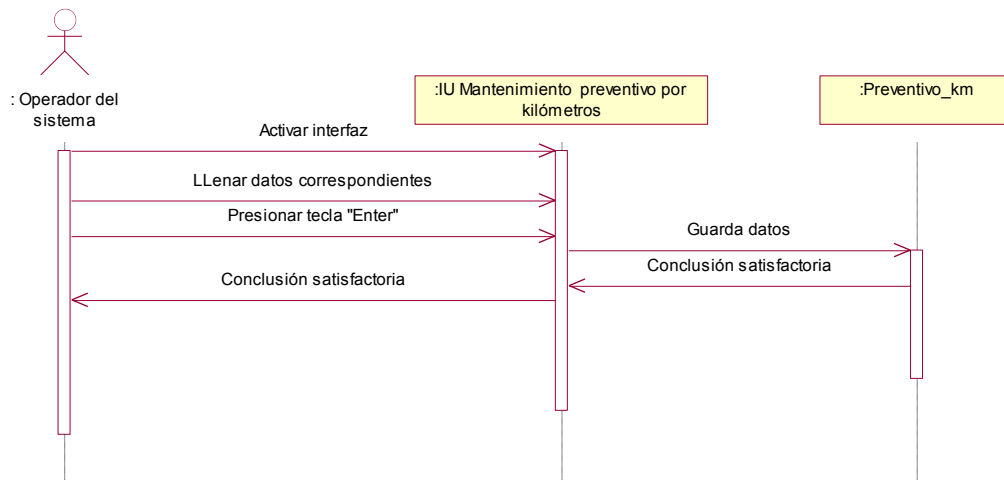 : Operador del
sistema
:IU Mantenimiento preventivo por
kilómetros
:Preventivo_km
Activar interfaz
LLenar datos correspondientes
Presionar tecla "Enter"
Guarda datos
Conclusión satisfactoria
Conclusión satisfactoria